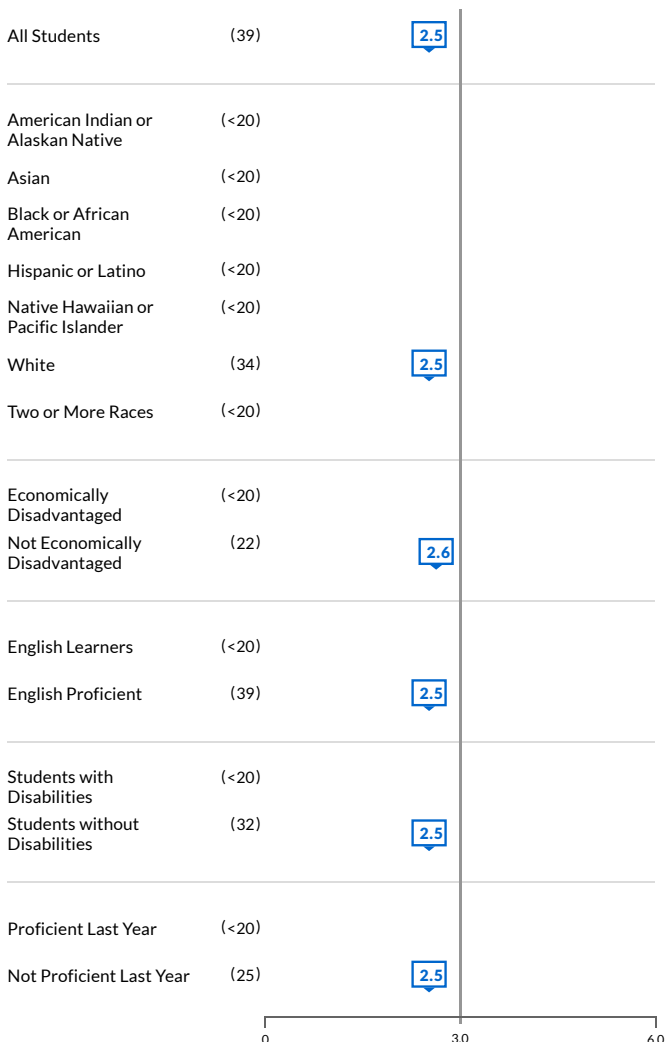 All Students (39) 2.5
American Indian or (<20)
Alaskan Native
Asian (<20)
Black or African (<20)
American
Hispanic or Latino (<20)
Native Hawaiian or (<20)
Pacific Islander
White (34) 2.5
Two or More Races (<20)
Economically (<20)
Disadvantaged
Not Economically (22) 2.6
Disadvantaged
English Learners (<20)
English Proficient (39) 2.5
Students with (<20)
Disabilities
Students without (32) 2.5
Disabilities
Proficient Last Year (<20)
Not Proficient Last Year (25) 2.5
0 3.0 6.0